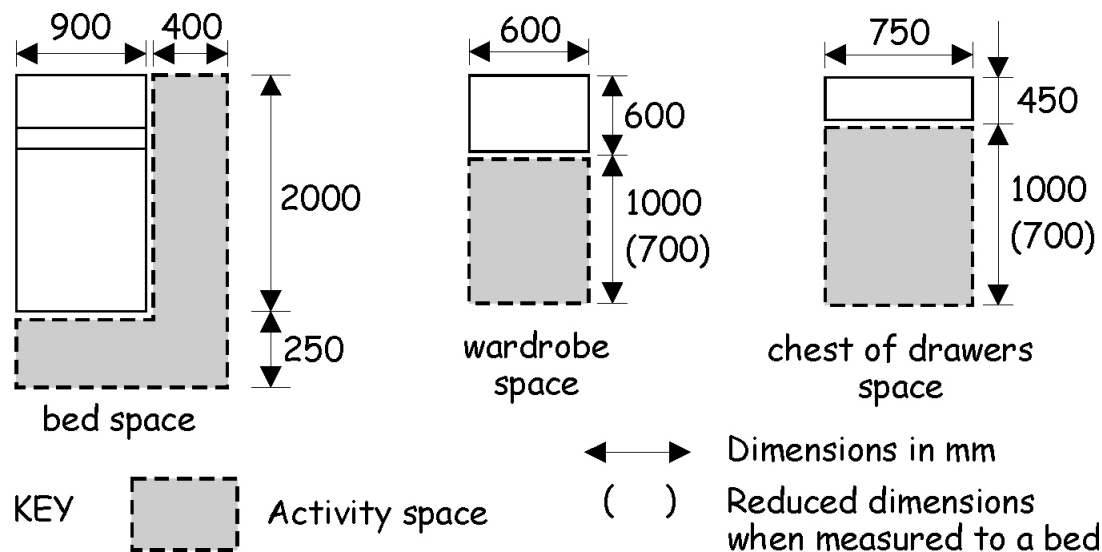 900
400
2000
250
bed space
600
600
1000
(700)
wardrobe
space
750
450
1000
(700)
chest of drawers
space
KEY
Activity space
Dimensions in mm
( )
Reduced dimensions
when measured to a bed